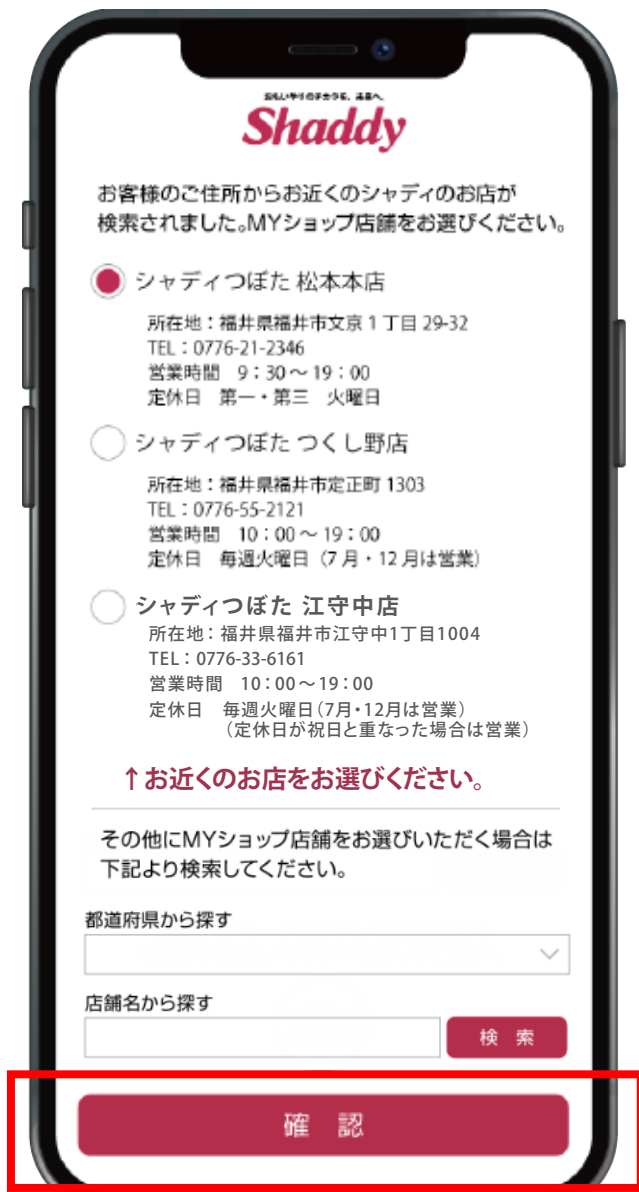 Shaddy
お客様のご住所からお近くのシャディのお店が
検索されました。MYショップ店舗をお選びください。
シャディつぼた 松本本店
所在地：福井県福井市文京 1 丁目 29-32
TEL：0776-21-2346
営業時間　9：30～19：00
定休日　第一・第三　火曜日
シャディつぼた つくし野店
所在地：福井県福井市定正町 1303
TEL：0776-55-2121
営業時間　10：00～19：00
定休日　毎週火曜日（7 月・12 月は営業）
シャディつぼた 江守中店
所在地：福井県福井市江守中1丁目1004
TEL：0776-33-6161
営業時間　10：00～19：00
定休日　毎週火曜日（7月・12月は営業）
（定休日が祝日と重なった場合は営業）
↑お近くのお店をお選びください。
その他にMYショップ店舗をお選びいただく場合は
下記より検索してください。
都道府県から探す
店舗名から探す
検　索
確　認